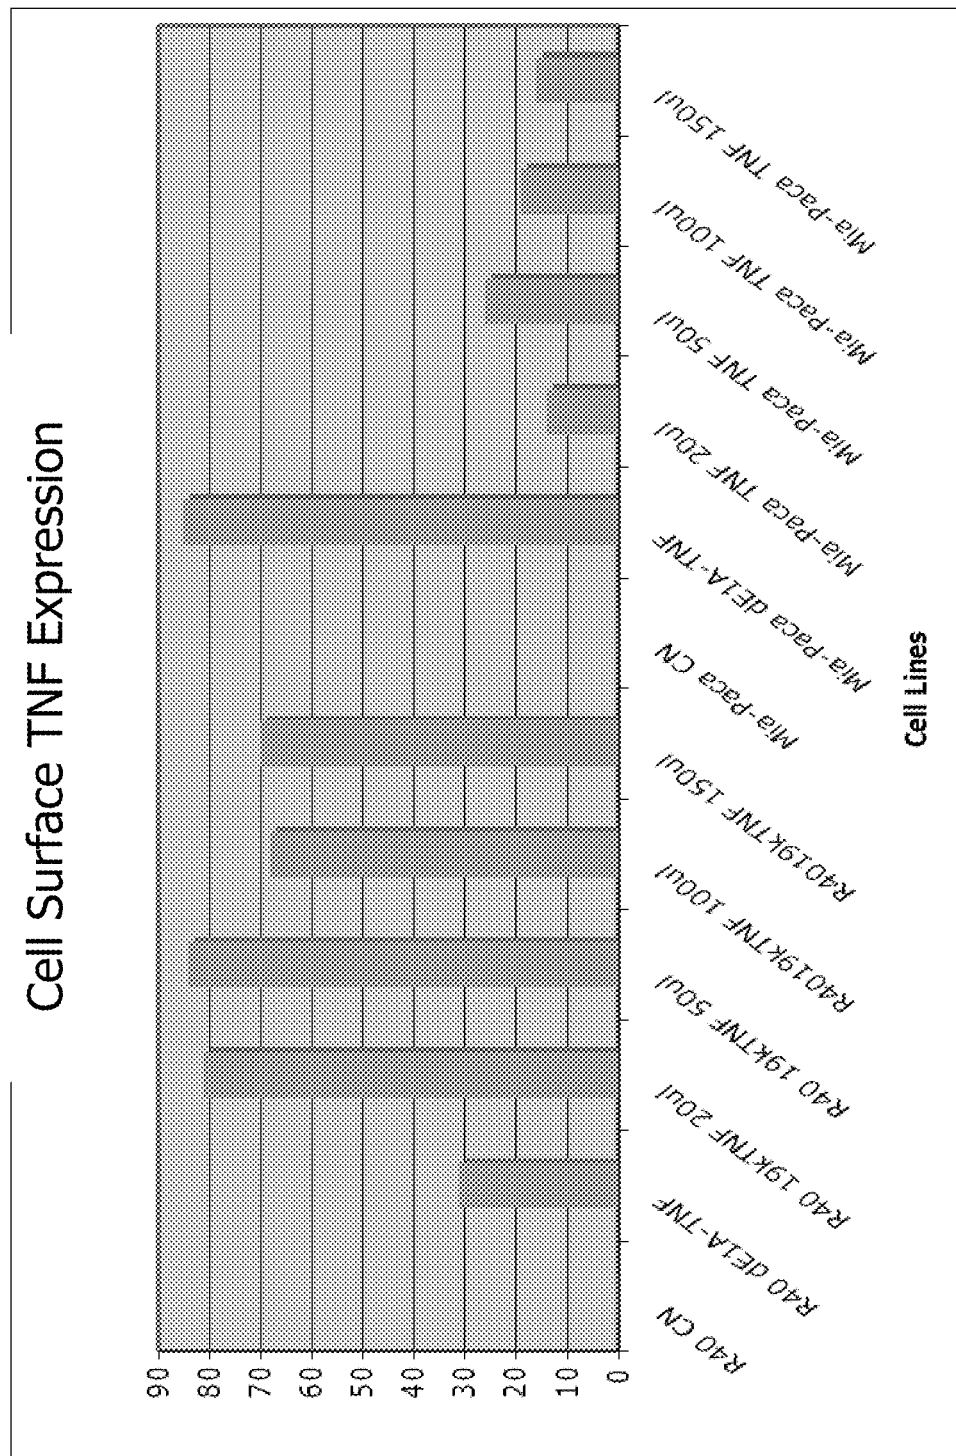 Cell Surface TNF Expression
90
80
70
60
50
40
30
20
10
0
R40 CN
R40 dE1A-TNF
R40 19kTNF 20ul
R40 19kTNF 50ul
R4019kTNF 100ul
R4019kTNF 150ul
Mia-Paca CN
Mia-Paca dE1A-TNF
Mia-Paca TNF 20ul
Mia-Paca TNF 50ul
Mia-Paca TNF 100ul
Mia-Paca TNF 150ul
Cell Lines